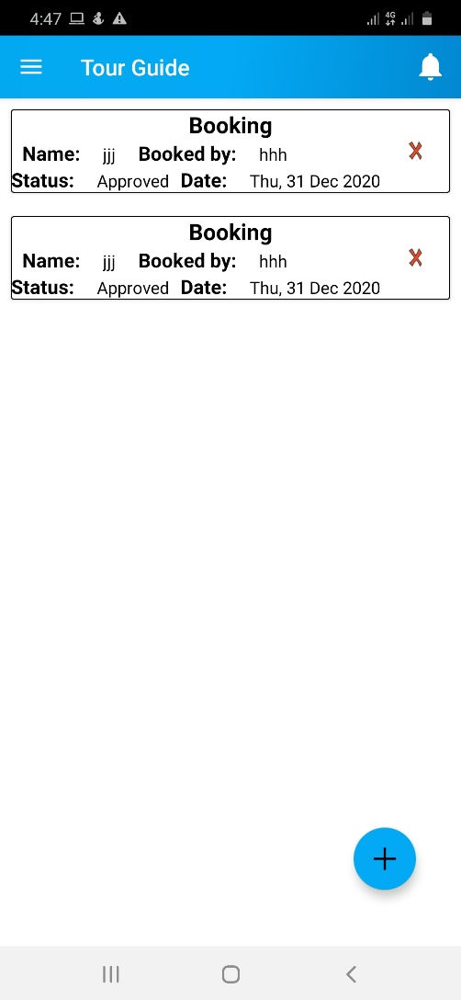 4:47 4G
Tour Guide
Booking
Name: jjj Booked by: hhh
Status: Approved Date: Thu, 31 Dec 2020
Booking
Name: jjj Booked by: hhh
Status: Approved Date: Thu, 31 Dec 2020